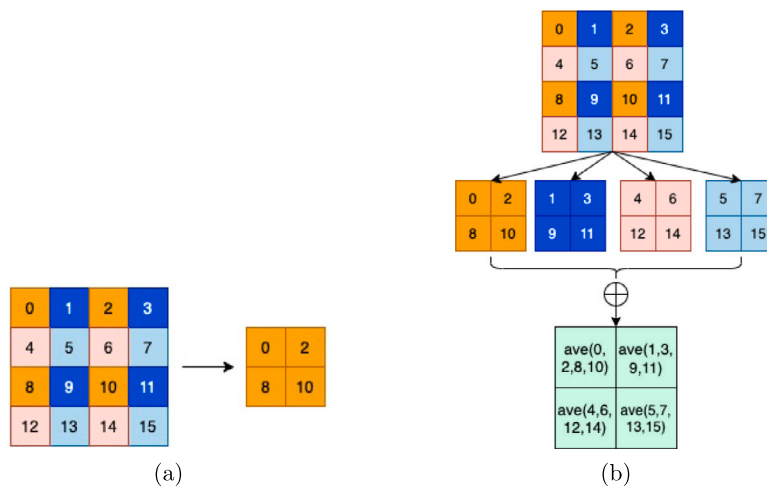 0 1 2 3
4 5 6 7
8 9 10 11
12 13 14 15
0 2
8 10
(a)
0 1 2 3
4 5 6 7
8 9 10 11
12 13 14 15
0 2 1 3 4 6 5 7
8 10 9 11 12 14 13 15
ave(0, ave(1,3,
2,8,10) 9,11)
ave(4,6, ave(5,7,
12,14) 13,15)
(b)